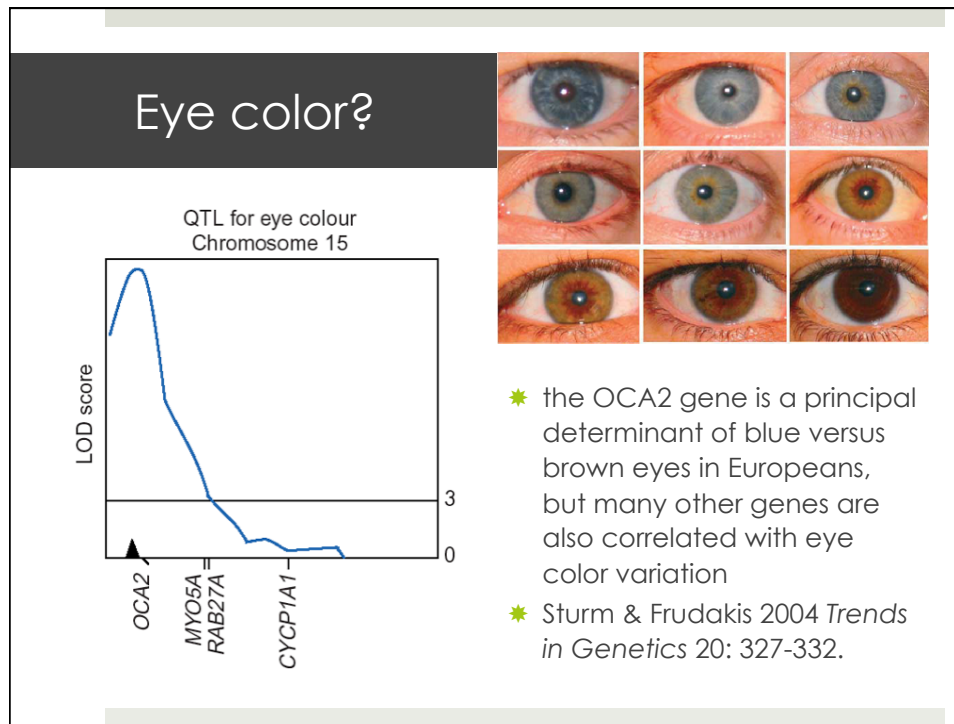 Eye color?
QTL for eye colour
Chromosome 15
LOD score
3
0
OCA2
MYO5A
RAB27A
CYCP1A1
the OCA2 gene is a principal
determinant of blue versus
brown eyes in Europeans,
but many other genes are
also correlated with eye
color variation
Sturm & Frudakis 2004 Trends
in Genetics 20: 327-332.